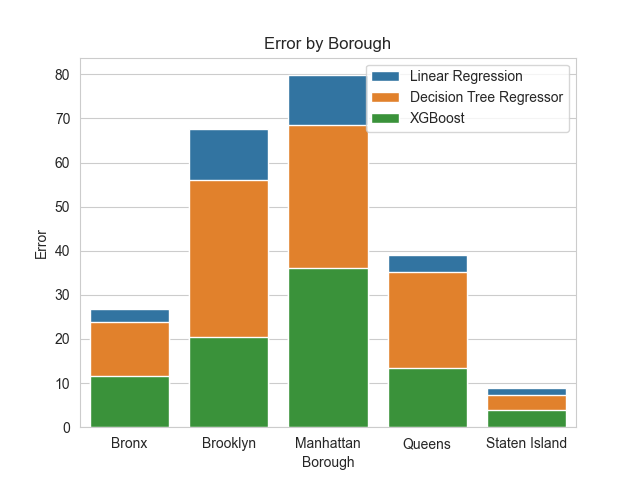 Error by Borough
Linear Regression
Decision Tree Regressor
XGBoost
80
70
60
50
40
30
20
10
0
Error
Bronx
Brooklyn
Manhattan
Queens
Staten Island
Borough